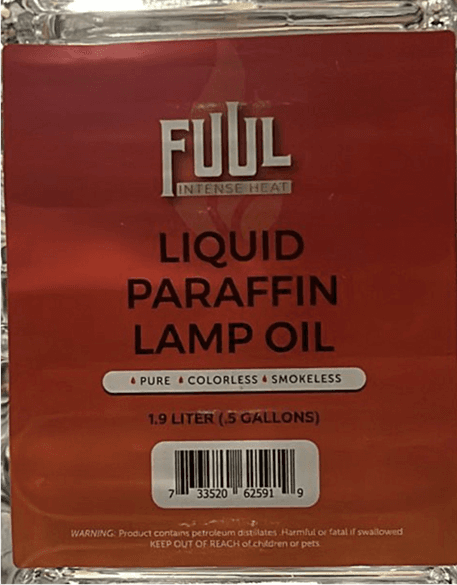 FUUL
INTENSE HEAT
LIQUID
PARAFFIN
LAMP OIL
PURE COLORLESS SMOKELESS
1.9 LITER (.5 GALLONS)
7 33520 62591 9
WARNING: Product contains petroleum distillates .Harmful or fatal if swallowed
KEEP OUT OF REACH of.children or pets.